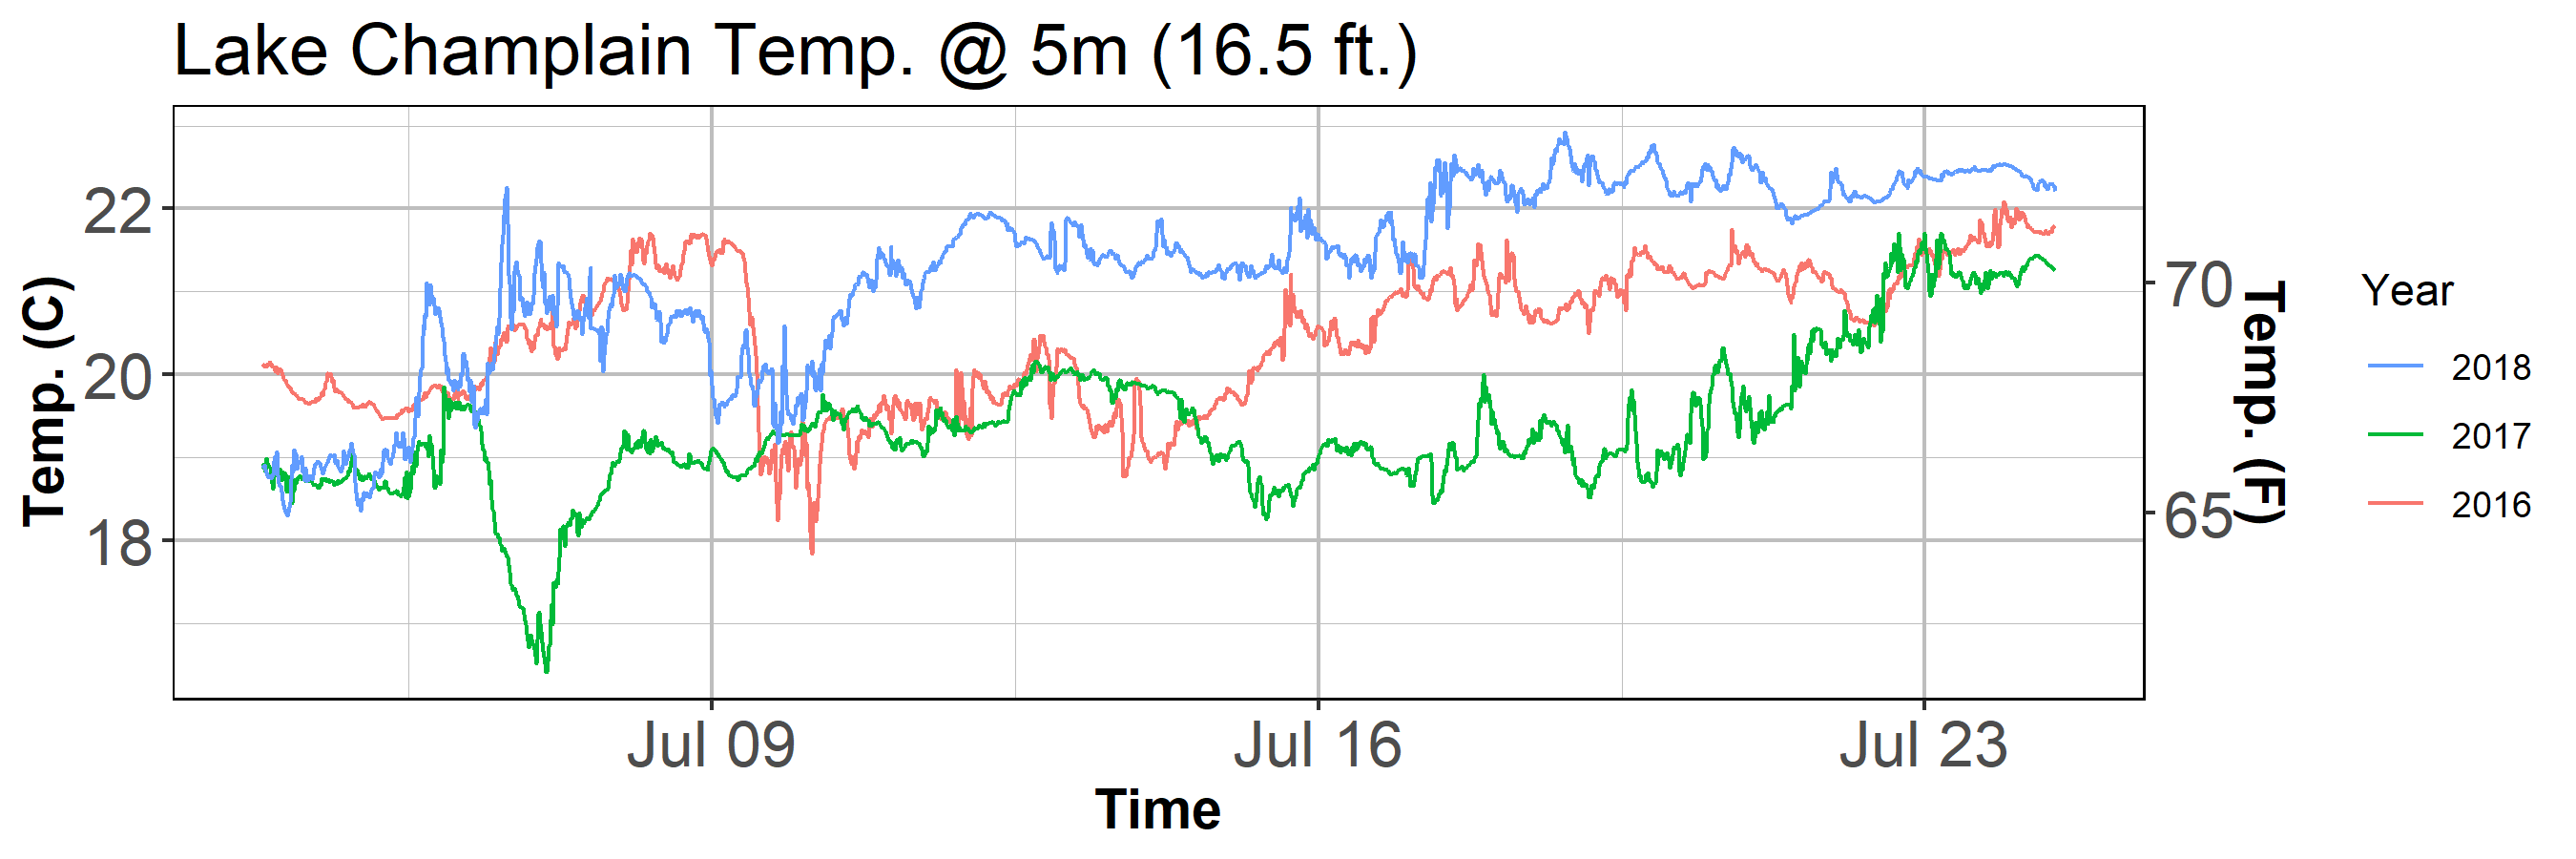 Lake Champlain Temp. @ 5m (16.5 ft.)
Temp. (C)
22
20
18
70
65
Temp. (F)
Jul 09
Jul 16
Jul 23
Time
Year
2018
2017
2016